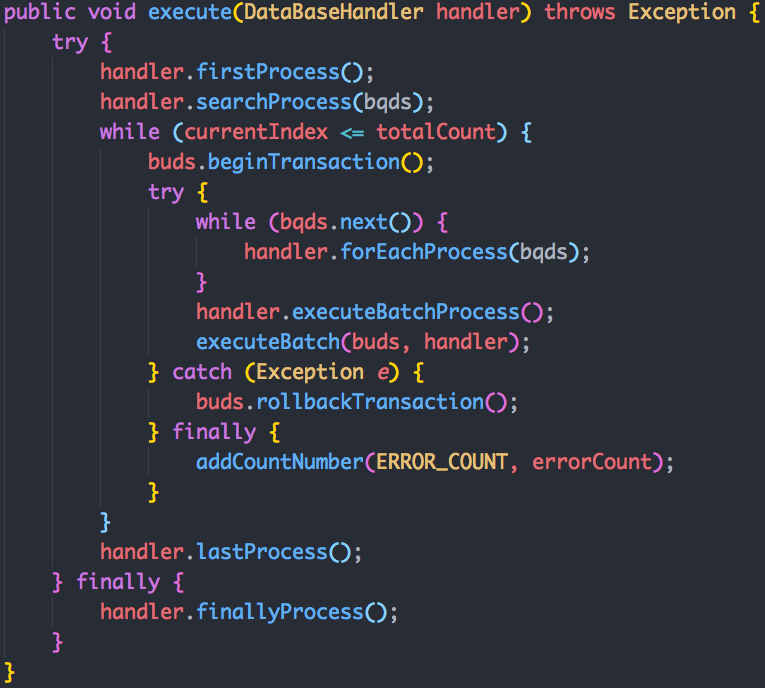 public void execute(DataBaseHandler handler) throws Exception {
    try {
        handler.firstProcess();
        handler.searchProcess(bqds);
        while (currentIndex <= totalCount) {
            buds.beginTransaction();
            try {
                while (bqds.next()) {
                    handler.forEachProcess(bqds);
                }
                handler.executeBatchProcess();
                executeBatch(buds, handler);
            } catch (Exception e) {
                buds.rollbackTransaction();
            } finally {
                addCountNumber(ERROR_COUNT, errorCount);
            }
        }
        handler.lastProcess();
    } finally {
        handler.finallyProcess();
    }
}